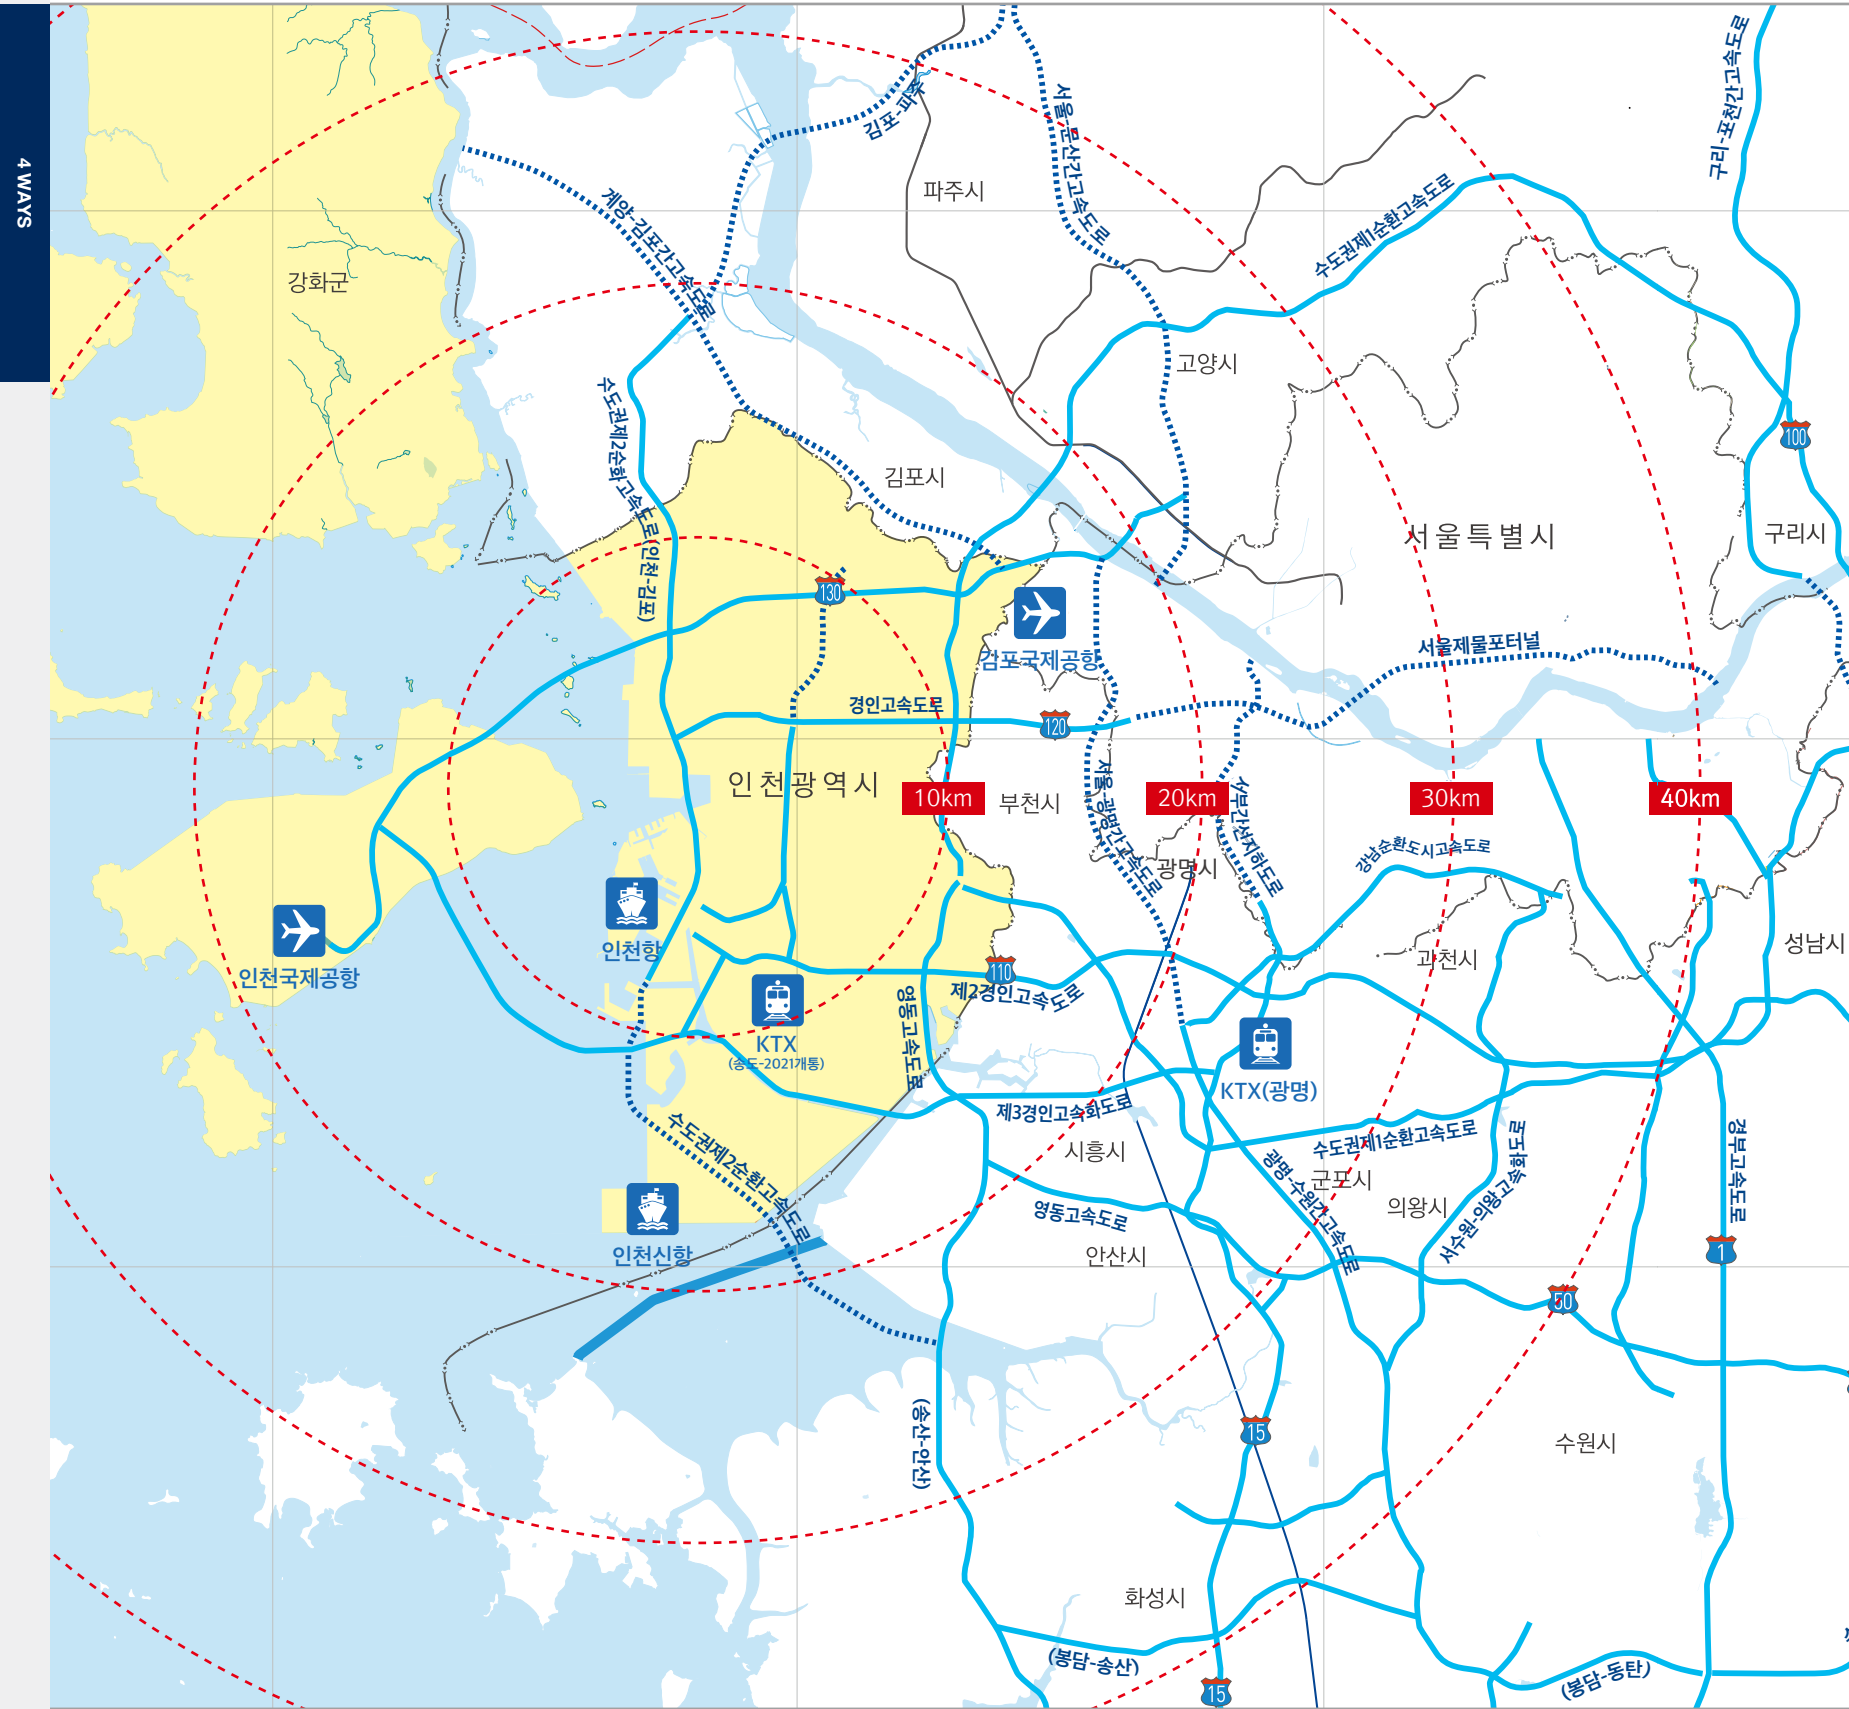 4 WAYS
구리-포천간고속도로
김포-파주
서울-문산간고속도로
파주시
계양-김포간고속도로
수도권제1순환고속도로
강화군
고양시
수도권제2순환고속도로(인천-김포)
김포시
100
서울특별시
구리시
130
김포국제공항
서울제물포터널
경인고속도로
120
인천광역시
10km
부천시
20km
30km
40km
서울-광명간고속도로
서부간선지하도로
강남순환도시고속도로
광명시
인천항
인천국제공항
110
제2경인고속도로
과천시
성남시
영동고속도로
KTX
(송도-2021개통)
KTX(광명)
제3경인고속화도로
수도권제2순환고속도로
시흥시
수도권제1순환고속도로
경부고속도로
광명-수원간고속도로
군포시
의왕시
서수원-의왕고속화도로
영동고속도로
안산시
인천신항
1
50
(송산-안산)
15
수원시
화성시
(봉담-송산)
(봉담-동탄)
15